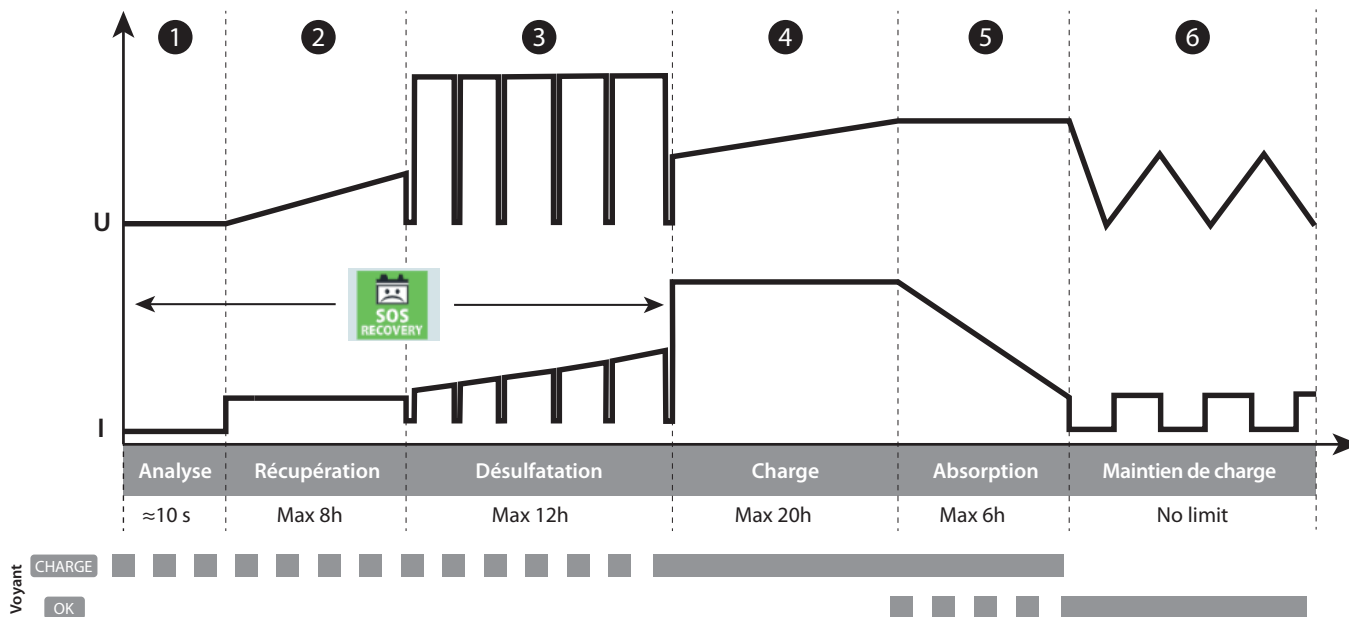 1 2 3 4 5 6
U
SOS
RECOVERY
I
Analyse Récupération Désulfatation Charge Absorption Maintien de charge
≈10 s Max 8h Max 12h Max 20h Max 6h No limit
Voyant
CHARGE
OK